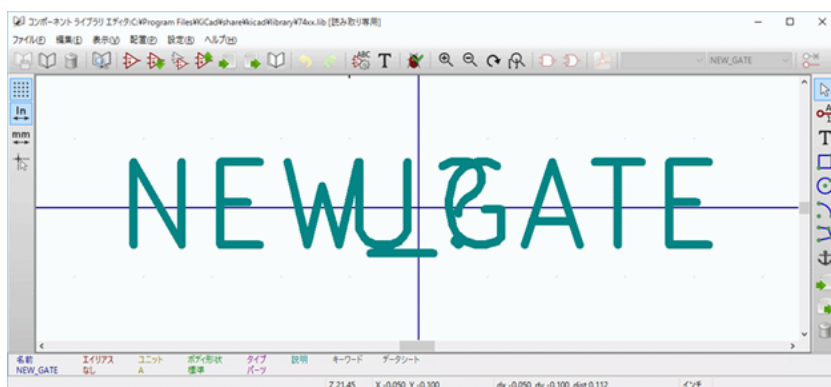 コンポーネント ライブラリ エディタ: C:¥Program Files¥KiCad¥share¥kicad¥library¥74xx.lib [読み取り専用]
ファイル(F) 編集(E) 表示(V) 配置(P) 設定(R) ヘルプ(H)
NEW_GATE
In
mm
NEW_GATE
U?
名前 エイリアス ユニット ボディ形状 タイプ 説明 キーワード データシート
NEW_GATE なし A 標準 パーツ
Z 21.45 X -0.050 Y -0.100 dx -0.050 dy -0.100 dist 0.112 インチ